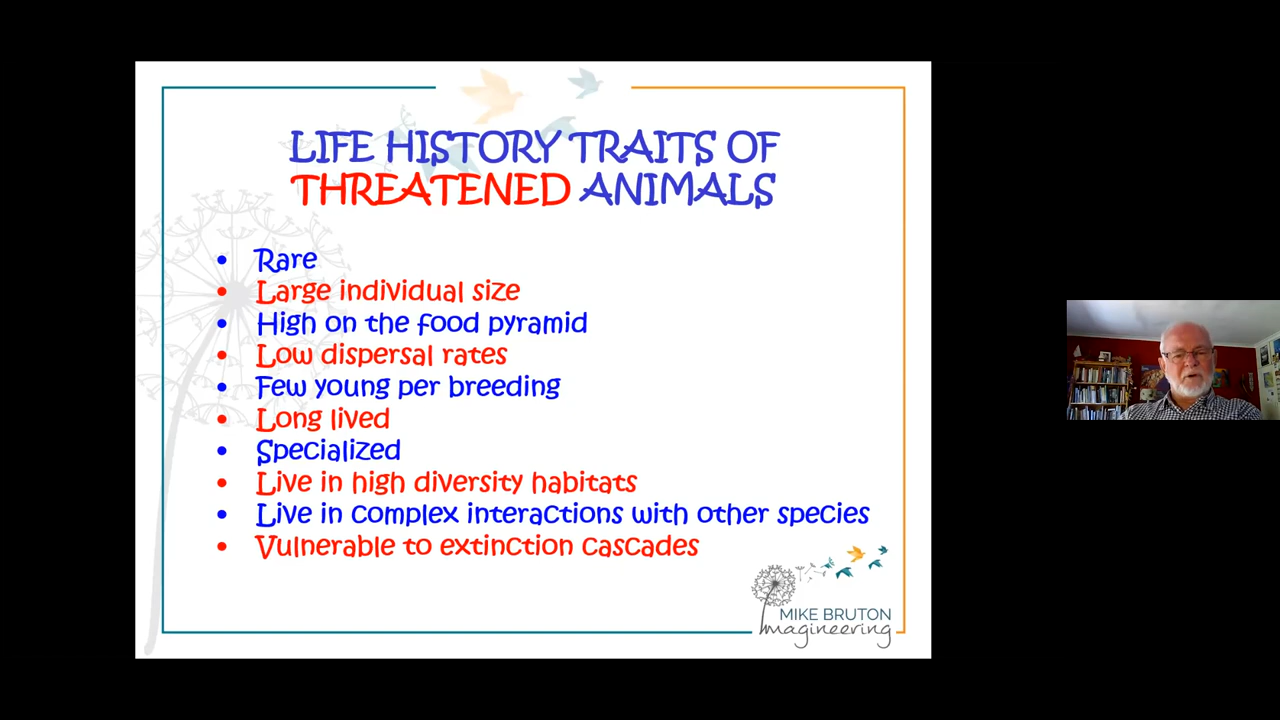 LIFE HISTORY TRAITS OF
THREATENED ANIMALS
• Rare
• Large individual size
• High on the food pyramid
• Low dispersal rates
• Few young per breeding
• Long lived
• Specialized
• Live in high diversity habitats
• Live in complex interactions with other species
• Vulnerable to extinction cascades
MIKE BRUTON
Imagineering